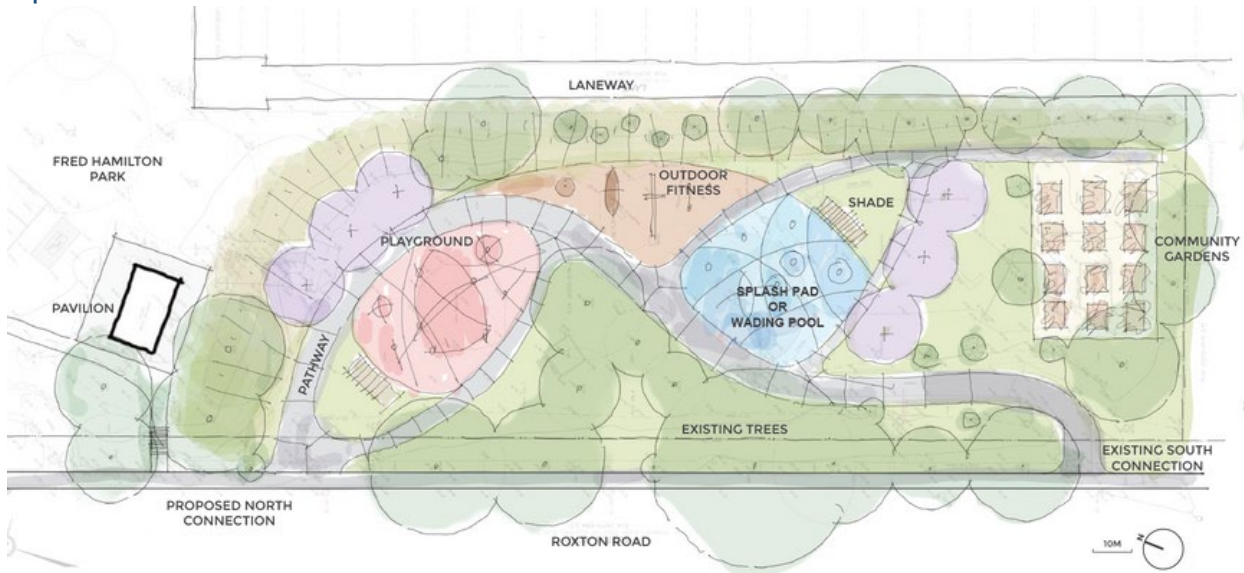 LANEWAY
FRED HAMILTON
PARK
OUTDOOR
FITNESS
SHADE
PLAYGROUND
COMMUNITY
GARDENS
PAVILION
SPLASH PAD
OR
WADING POOL
PATHWAY
EXISTING TREES
EXISTING SOUTH
CONNECTION
PROPOSED NORTH
CONNECTION
ROXTON ROAD
10M
N